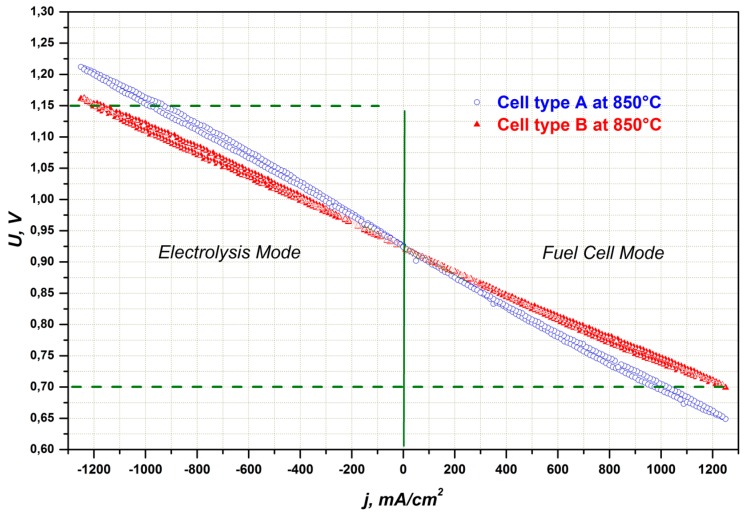 1,30
1,25
1,20
1,15
1,10
1,05
1,00
0,95
0,90
0,85
0,80
0,75
0,70
0,65
0,60
U, V
Cell type A at 850°C
Cell type B at 850°C
Electrolysis Mode
Fuel Cell Mode
-1200 -1000 -800 -600 -400 -200 0 200 400 600 800 1000 1200
j, mA/cm²